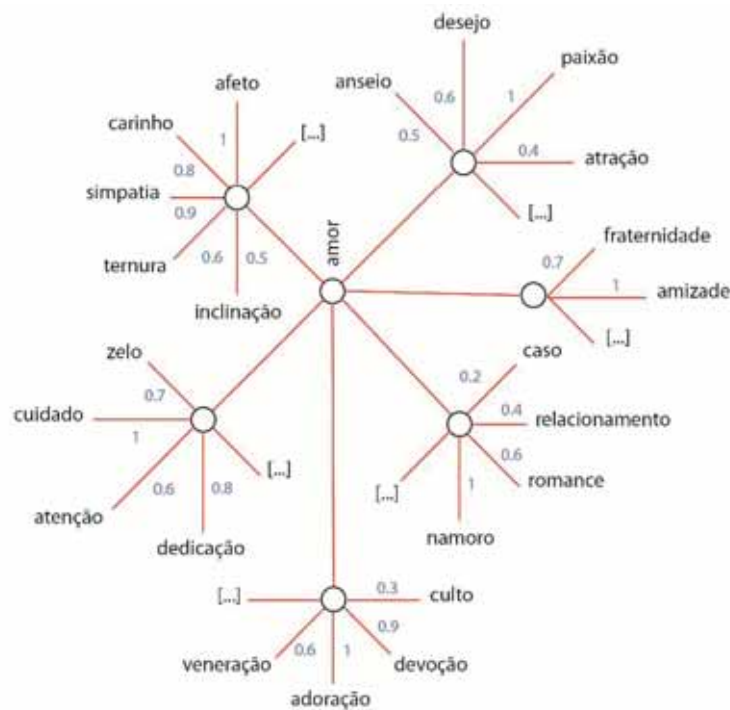 afeto
carinho
1
[...]
0.8
simpatia
0.9
ternura
0.6
0.5
inclinação
desejo
paixão
anseio
0.6
1
0.5
0.4
atração
[...]
amor
fraternidade
0.7
1
amizade
[...]
zelo
0.7
cuidado
1
[...]
0.6
0.8
atenção
dedicação
caso
0.2
0.4
relacionamento
0.6
[...]
1
romance
namoro
[...]
0.3
culto
0.9
0.6
1
veneração
devoção
adoração